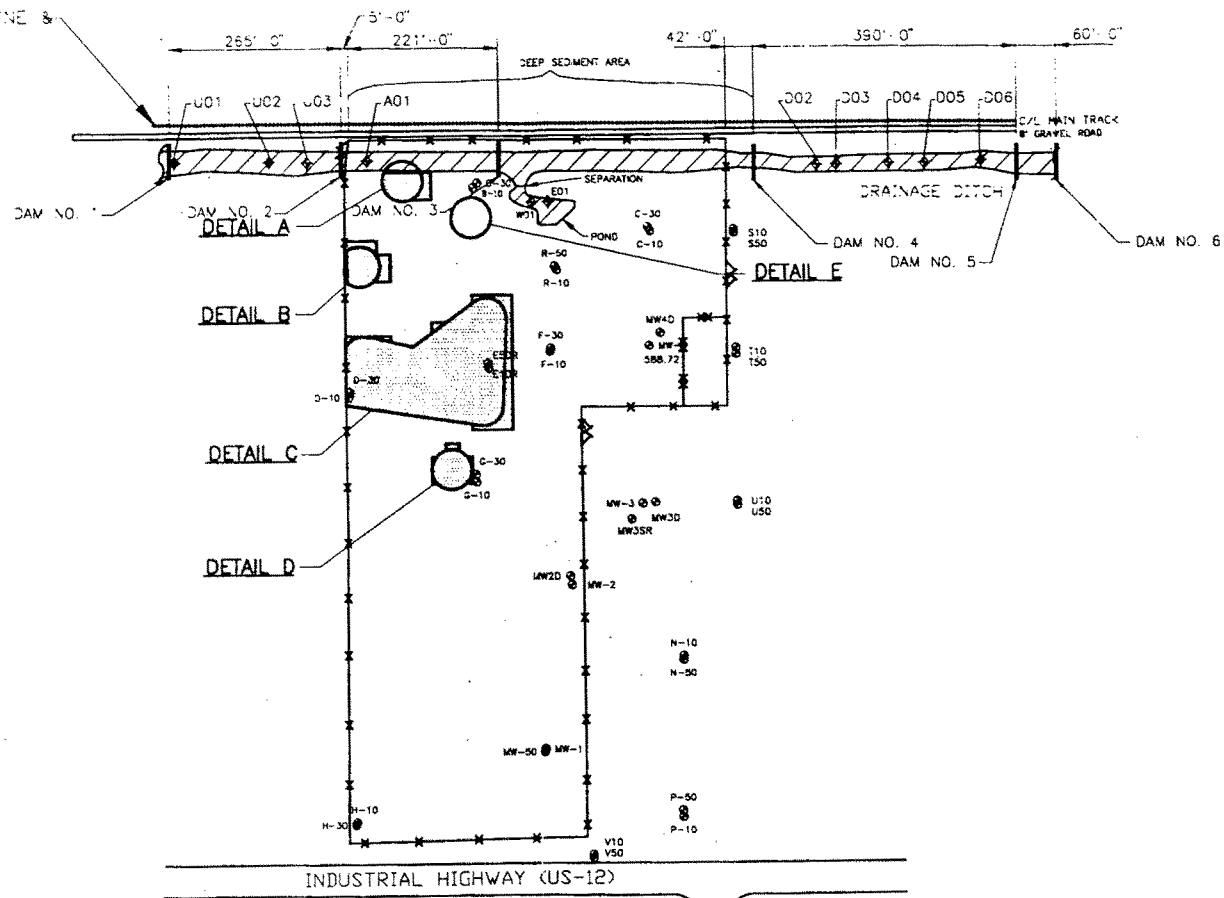 NE &
265'-0"
5'-0"
221'-0"
42'-0"
390'-0"
60'-0"
DEEP SEDIMENT AREA
U01
U02
U03
A01
D02
D03
D04
D05
D06
C/L MAIN TRACK
8' GRAVEL ROAD
SEPARATION
DRAINAGE DITCH
B-10
W01
E01
POND
DAM NO.
DAM NO. 2
DAM NO. 3
DAM NO. 4
DAM NO. 5
DAM NO. 6
DETAIL A
C-30
C-10
S10
S50
R-50
R-10
DETAIL E
DETAIL B
MW4D
F-30
F-10
588.72
T10
T50
D-30
D-10
DETAIL C
G-30
G-10
MW-3
MW3D
MW3SR
U10
U50
DETAIL D
MW2D
MW-2
N-10
N-50
MW-50
MW-1
P-50
P-10
H-10
H-30
V10
V50
INDUSTRIAL HIGHWAY (US-12)